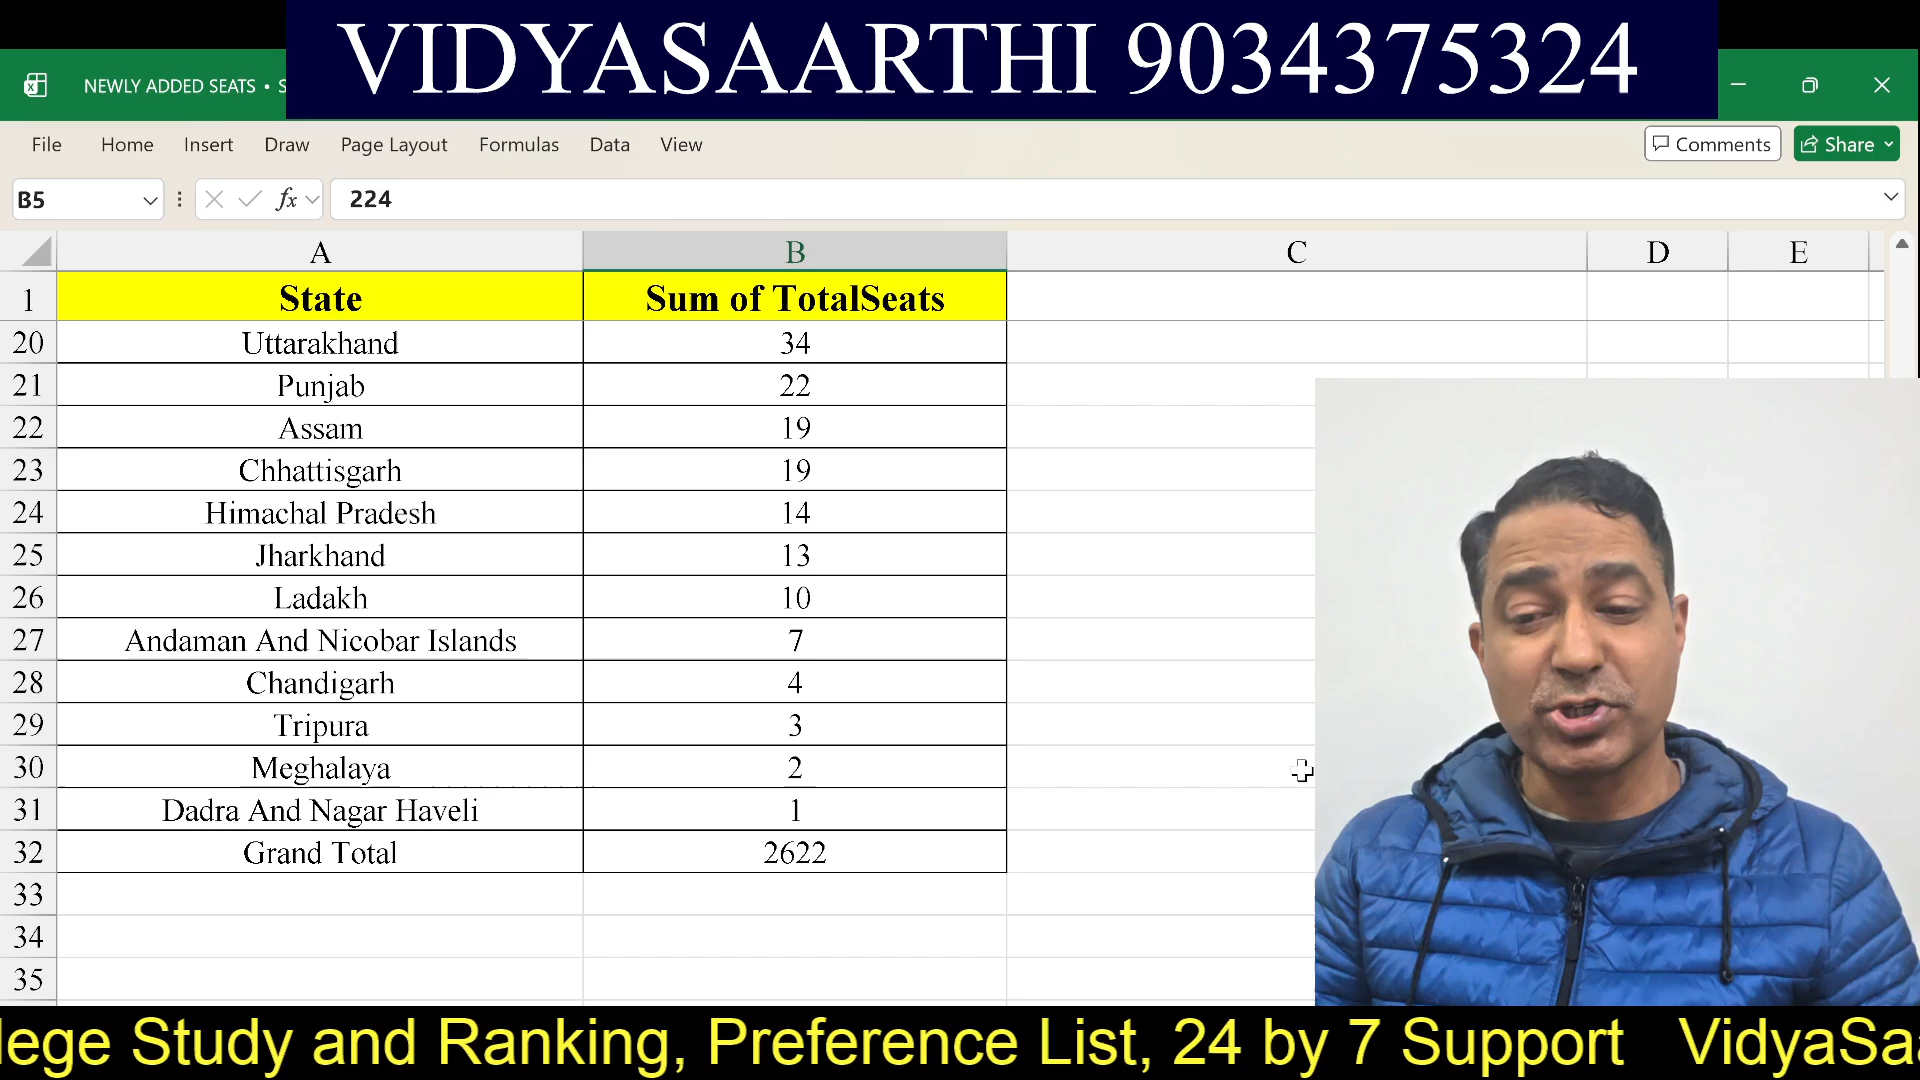 VIDYASAARTHI 9034375324
NEWLY ADDED SEATS • S
File Home Insert Draw Page Layout Formulas Data View Comments Share
B5 fx 224
A B C D E
1 State Sum of TotalSeats
20 Uttarakhand 34
21 Punjab 22
22 Assam 19
23 Chhattisgarh 19
24 Himachal Pradesh 14
25 Jharkhand 13
26 Ladakh 10
27 Andaman And Nicobar Islands 7
28 Chandigarh 4
29 Tripura 3
30 Meghalaya 2
31 Dadra And Nagar Haveli 1
32 Grand Total 2622
33
34
35
lege Study and Ranking, Preference List, 24 by 7 Support VidyaSa